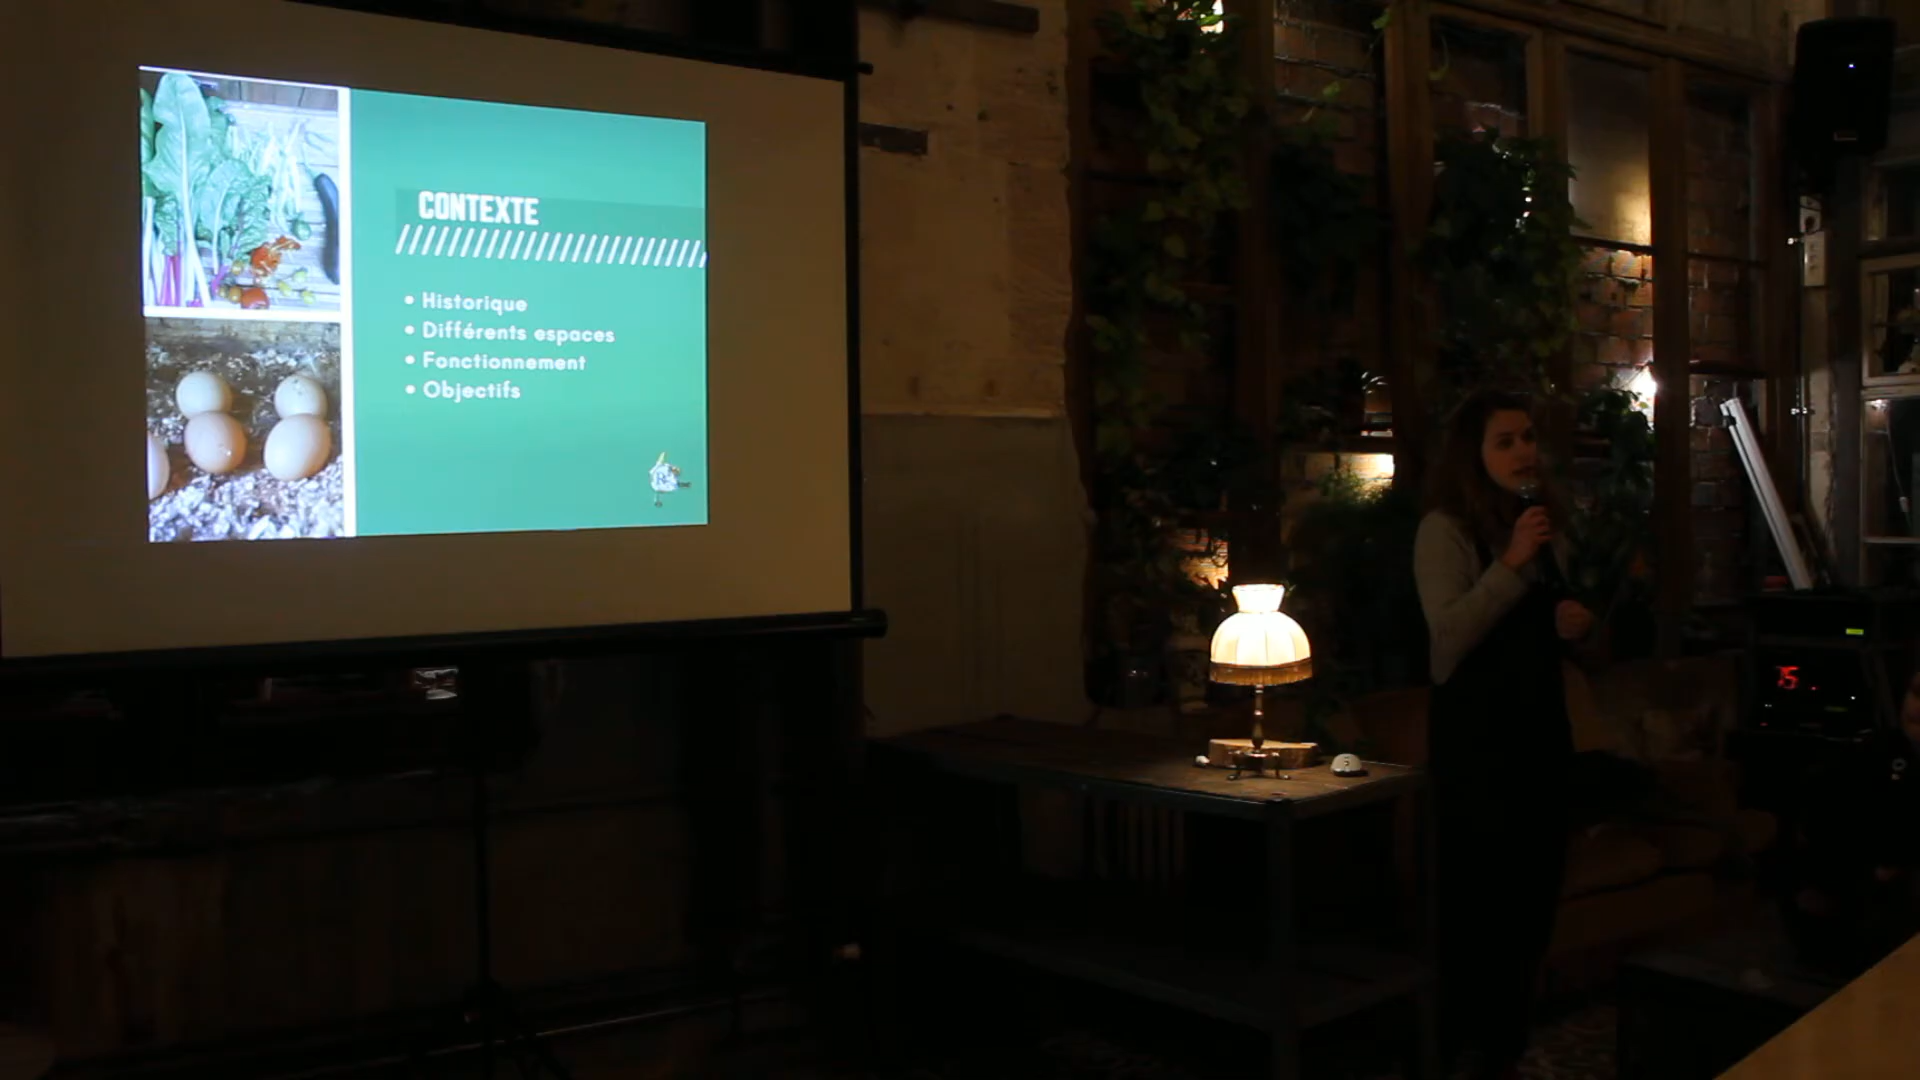 CONTEXTE
• Historique
• Différents espaces
• Fonctionnement
• Objectifs